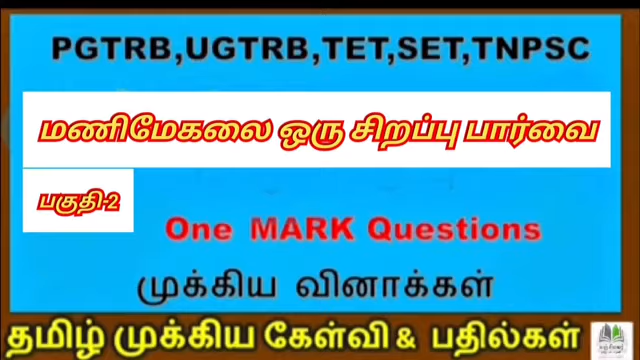 PGTRB,UGTRB,TET,SET,TNPSC
மணிமேகலை ஒரு சிறப்பு பார்வை
பகுதி-2
One MARK Questions
முக்கிய வினாக்கள்
தமிழ் முக்கிய கேள்வி & பதில்கள்